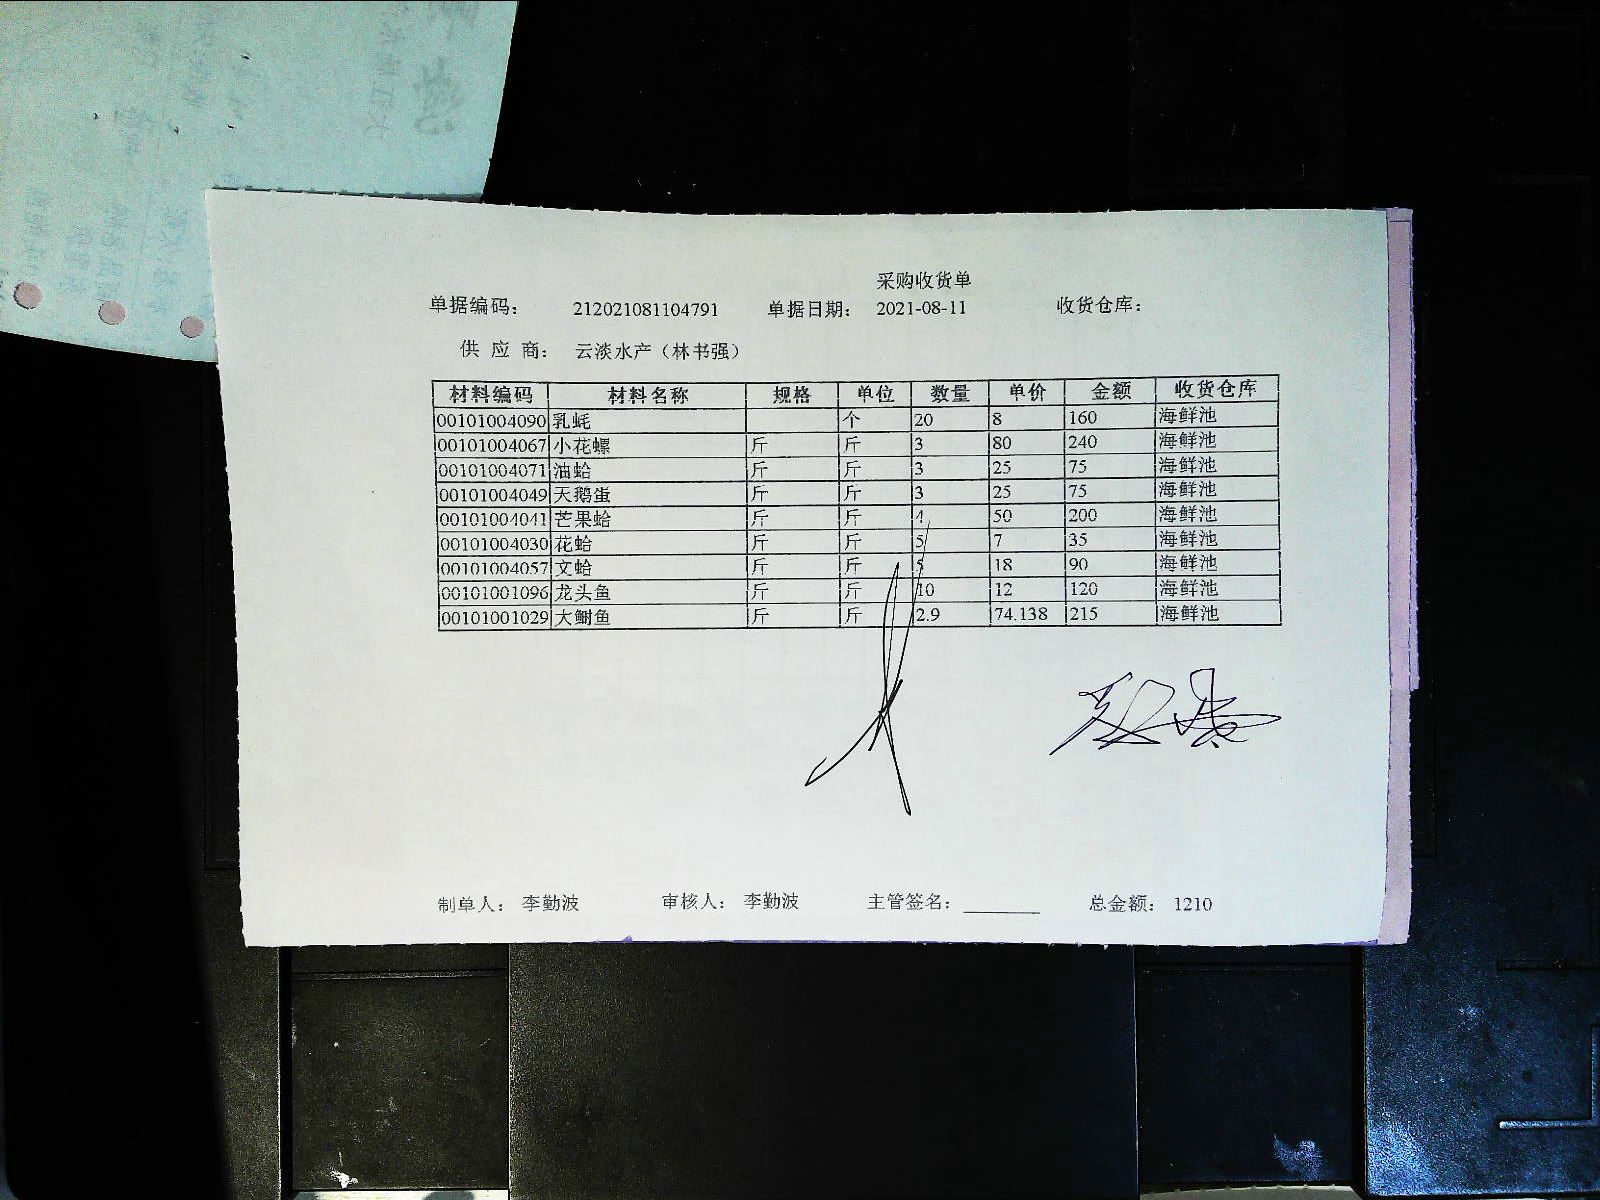 采购收货单
单据编码： 212021081104791 单据日期： 2021-08-11 收货仓库：
供 应 商： 云淡水产（林书强）
材料编码 材料名称 规格 单位 数量 单价 金额 收货仓库
00101004090 乳蚝 个 20 8 160 海鲜池
00101004067 小花螺 斤 斤 3 80 240 海鲜池
00101004071 油蛤 斤 斤 3 25 75 海鲜池
00101004049 天鹅蛋 斤 斤 3 25 75 海鲜池
00101004041 芒果蛤 斤 斤 4 50 200 海鲜池
00101004030 花蛤 斤 斤 5 7 35 海鲜池
00101004057 文蛤 斤 斤 5 18 90 海鲜池
00101001096 龙头鱼 斤 斤 10 12 120 海鲜池
00101001029 大鲥鱼 斤 斤 2.9 74.138 215 海鲜池
制单人： 李勤波 审核人： 李勤波 主管签名： 总金额： 1210